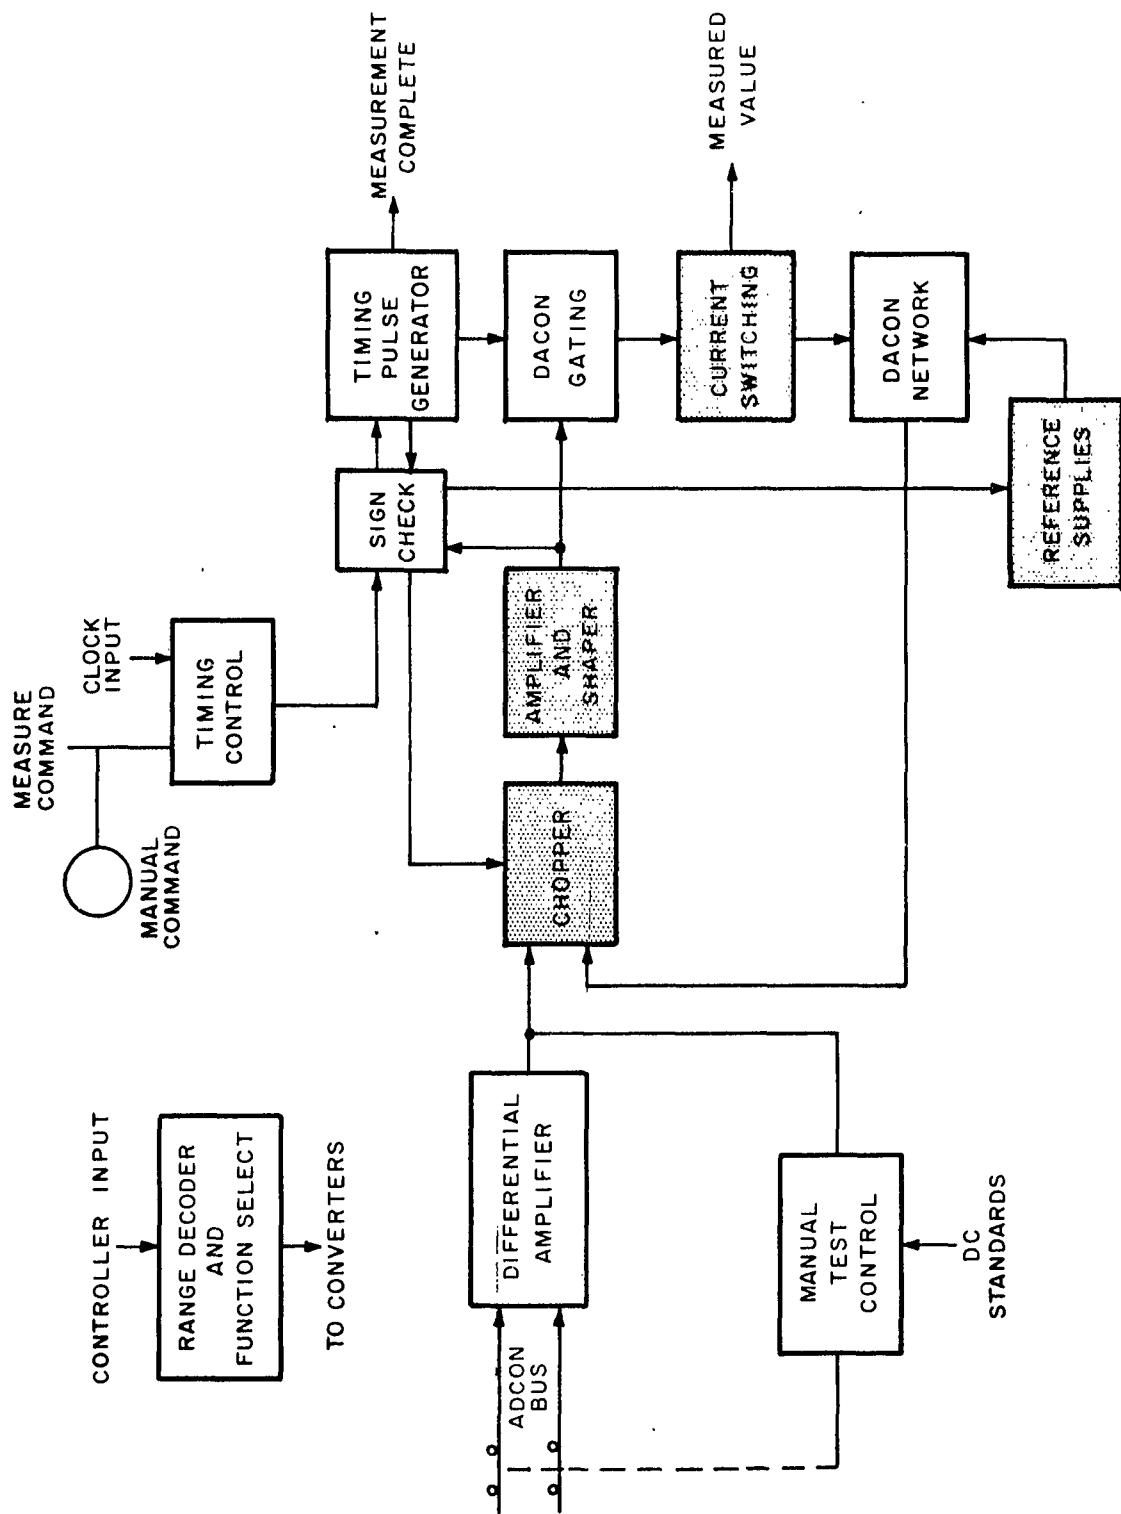 CONTROLLER INPUT
RANGE DECODER
AND
FUNCTION SELECT
TO CONVERTERS
MEASURE
COMMAND
MANUAL
COMMAND
CLOCK
INPUT
TIMING
CONTROL
SIGN
CHECK
TIMING
PULSE
GENERATOR
MEASUREMENT
COMPLETE
ADCON
BUS
DIFFERENTIAL
AMPLIFIER
CHOPPER
AMPLIFIER
AND
SHAPER
DACON
GATING
CURRENT
SWITCHING
MEASURED
VALUE
MANUAL
TEST
CONTROL
DC
STANDARDS
DACON
NETWORK
REFERENCE
SUPPLIES